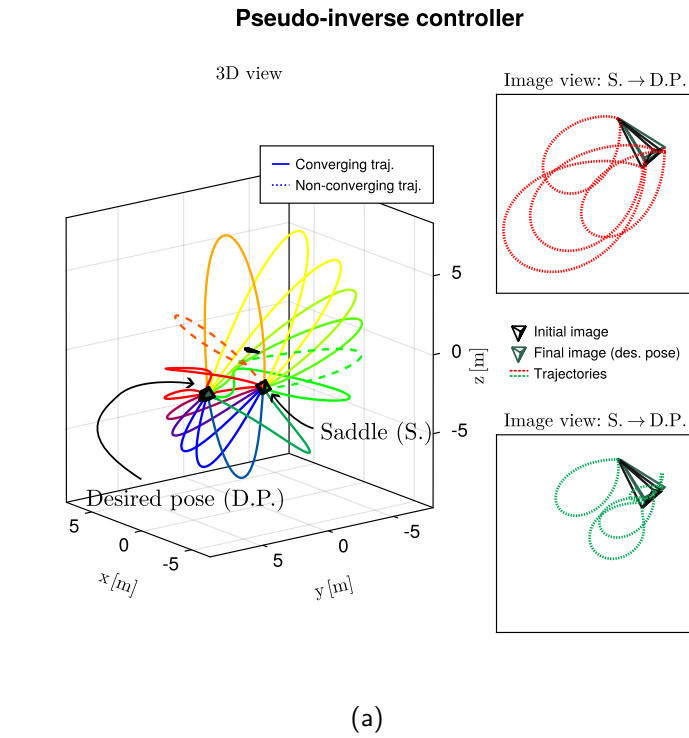 Pseudo-inverse controller
3D view
Converging traj.
Non-converging traj.
5
0
-5
z [m]
Saddle (S.)
Desired pose (D.P.)
5
0
-5
x [m]
5
0
-5
y [m]
Image view: S. → D.P.
Initial image
Final image (des. pose)
Trajectories
Image view: S. → D.P.
(a)